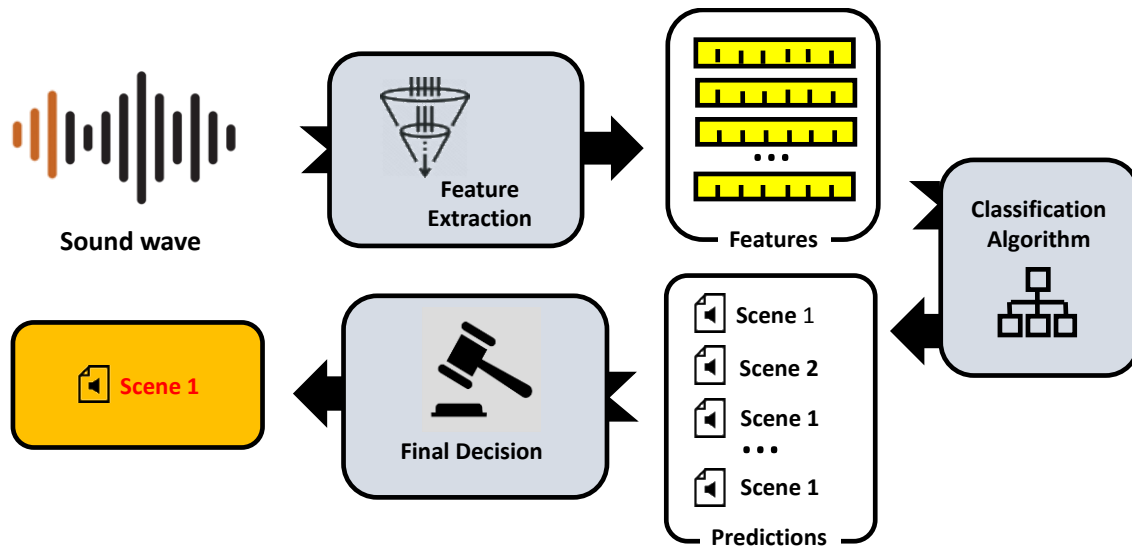 Sound wave
Feature
Extraction
...
Features
Classification
Algorithm
Scene 1
Scene 2
Scene 1
...
Scene 1
Predictions
Final Decision
Scene 1